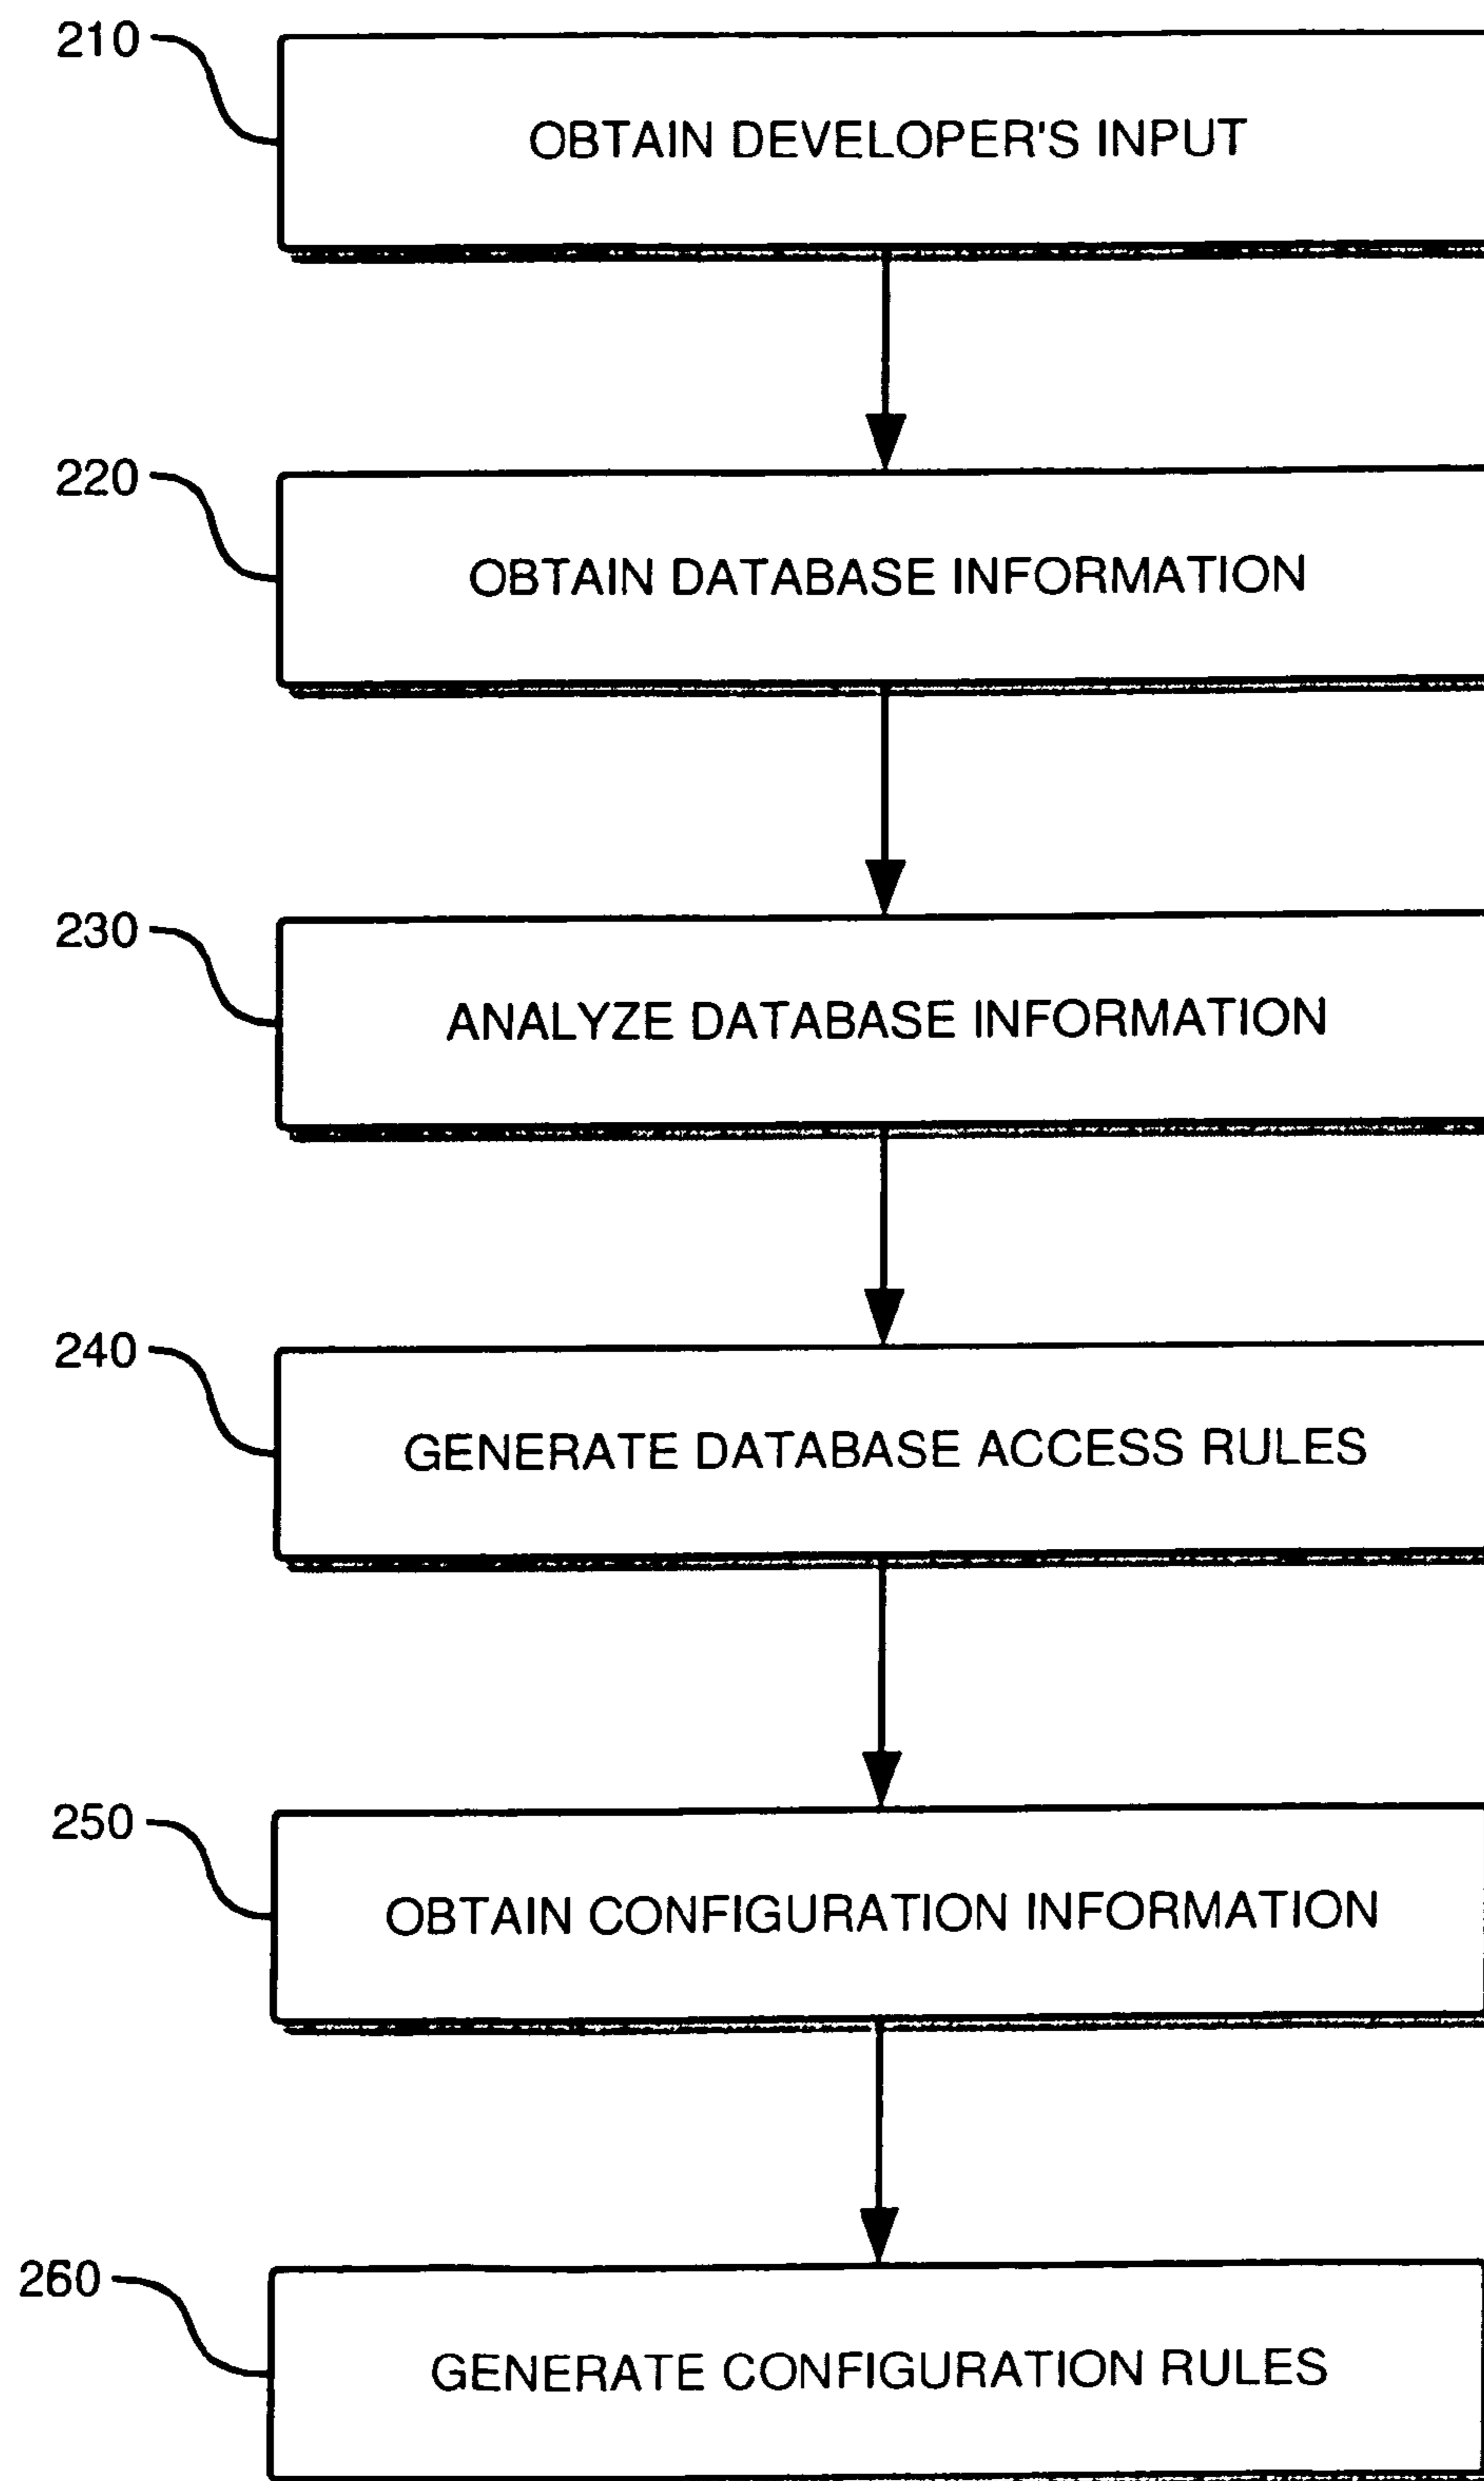 210
OBTAIN DEVELOPER'S INPUT
220
OBTAIN DATABASE INFORMATION
230
ANALYZE DATABASE INFORMATION
240
GENERATE DATABASE ACCESS RULES
250
OBTAIN CONFIGURATION INFORMATION
260
GENERATE CONFIGURATION RULES